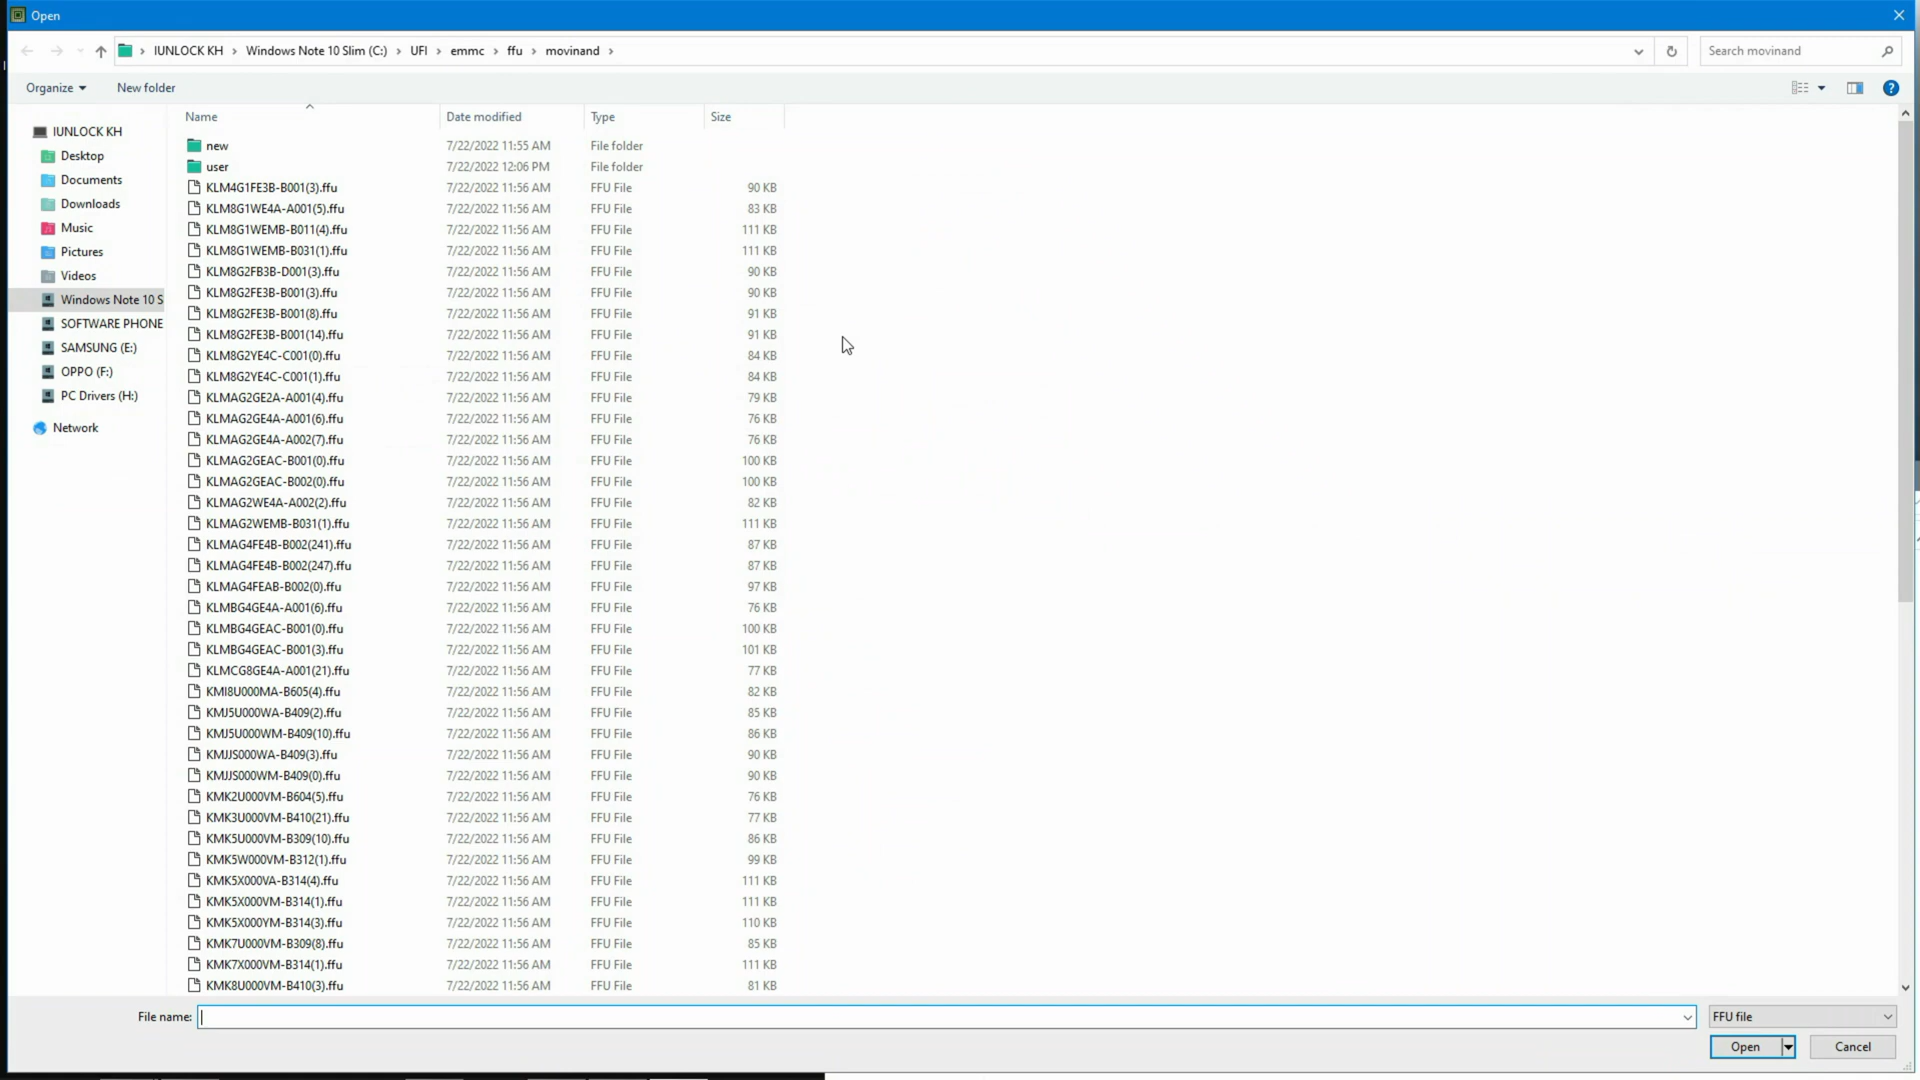 Open
IUNLOCK KH > Windows Note 10 Slim (C:) > UFI > emmc > ffu > movinand >
Search movinand
Organize
New folder
Name Date modified Type Size
IUNLOCK KH
Desktop
Documents
Downloads
Music
Pictures
Videos
Windows Note 10 S
SOFTWARE PHONE
SAMSUNG (E:)
OPPO (F:)
PC Drivers (H:)
Network
new 7/22/2022 11:55 AM File folder
user 7/22/2022 12:06 PM File folder
KLM4G1FE3B-B001(3).ffu 7/22/2022 11:56 AM FFU File 90 KB
KLM8G1WE4A-A001(5).ffu 7/22/2022 11:56 AM FFU File 83 KB
KLM8G1WEMB-B011(4).ffu 7/22/2022 11:56 AM FFU File 111 KB
KLM8G1WEMB-B031(1).ffu 7/22/2022 11:56 AM FFU File 111 KB
KLM8G2FB3B-D001(3).ffu 7/22/2022 11:56 AM FFU File 90 KB
KLM8G2FE3B-B001(3).ffu 7/22/2022 11:56 AM FFU File 90 KB
KLM8G2FE3B-B001(8).ffu 7/22/2022 11:56 AM FFU File 91 KB
KLM8G2FE3B-B001(14).ffu 7/22/2022 11:56 AM FFU File 91 KB
KLM8G2YE4C-C001(0).ffu 7/22/2022 11:56 AM FFU File 84 KB
KLM8G2YE4C-C001(1).ffu 7/22/2022 11:56 AM FFU File 84 KB
KLMAG2GE2A-A001(4).ffu 7/22/2022 11:56 AM FFU File 79 KB
KLMAG2GE4A-A001(6).ffu 7/22/2022 11:56 AM FFU File 76 KB
KLMAG2GE4A-A002(7).ffu 7/22/2022 11:56 AM FFU File 76 KB
KLMAG2GEAC-B001(0).ffu 7/22/2022 11:56 AM FFU File 100 KB
KLMAG2GEAC-B002(0).ffu 7/22/2022 11:56 AM FFU File 100 KB
KLMAG2WE4A-A002(2).ffu 7/22/2022 11:56 AM FFU File 82 KB
KLMAG2WEMB-B031(1).ffu 7/22/2022 11:56 AM FFU File 111 KB
KLMAG4FE4B-B002(241).ffu 7/22/2022 11:56 AM FFU File 87 KB
KLMAG4FE4B-B002(247).ffu 7/22/2022 11:56 AM FFU File 87 KB
KLMAG4FEAB-B002(0).ffu 7/22/2022 11:56 AM FFU File 97 KB
KLMBG4GE4A-A001(6).ffu 7/22/2022 11:56 AM FFU File 76 KB
KLMBG4GEAC-B001(0).ffu 7/22/2022 11:56 AM FFU File 100 KB
KLMBG4GEAC-B001(3).ffu 7/22/2022 11:56 AM FFU File 101 KB
KLMCG8GE4A-A001(21).ffu 7/22/2022 11:56 AM FFU File 77 KB
KMI8U000MA-B605(4).ffu 7/22/2022 11:56 AM FFU File 82 KB
KMJ5U000WA-B409(2).ffu 7/22/2022 11:56 AM FFU File 85 KB
KMJ5U000WM-B409(10).ffu 7/22/2022 11:56 AM FFU File 86 KB
KMJJS000WA-B409(3).ffu 7/22/2022 11:56 AM FFU File 90 KB
KMJJS000WM-B409(0).ffu 7/22/2022 11:56 AM FFU File 90 KB
KMK2U000VM-B604(5).ffu 7/22/2022 11:56 AM FFU File 76 KB
KMK3U000VM-B410(21).ffu 7/22/2022 11:56 AM FFU File 77 KB
KMK5U000VM-B309(10).ffu 7/22/2022 11:56 AM FFU File 86 KB
KMK5W000VM-B312(1).ffu 7/22/2022 11:56 AM FFU File 99 KB
KMK5X000VA-B314(4).ffu 7/22/2022 11:56 AM FFU File 111 KB
KMK5X000VM-B314(1).ffu 7/22/2022 11:56 AM FFU File 111 KB
KMK5X000YM-B314(3).ffu 7/22/2022 11:56 AM FFU File 110 KB
KMK7U000VM-B309(8).ffu 7/22/2022 11:56 AM FFU File 85 KB
KMK7X000VM-B314(1).ffu 7/22/2022 11:56 AM FFU File 111 KB
KMK8U000VM-B410(3).ffu 7/22/2022 11:56 AM FFU File 81 KB
File name:
FFU file
Open
Cancel